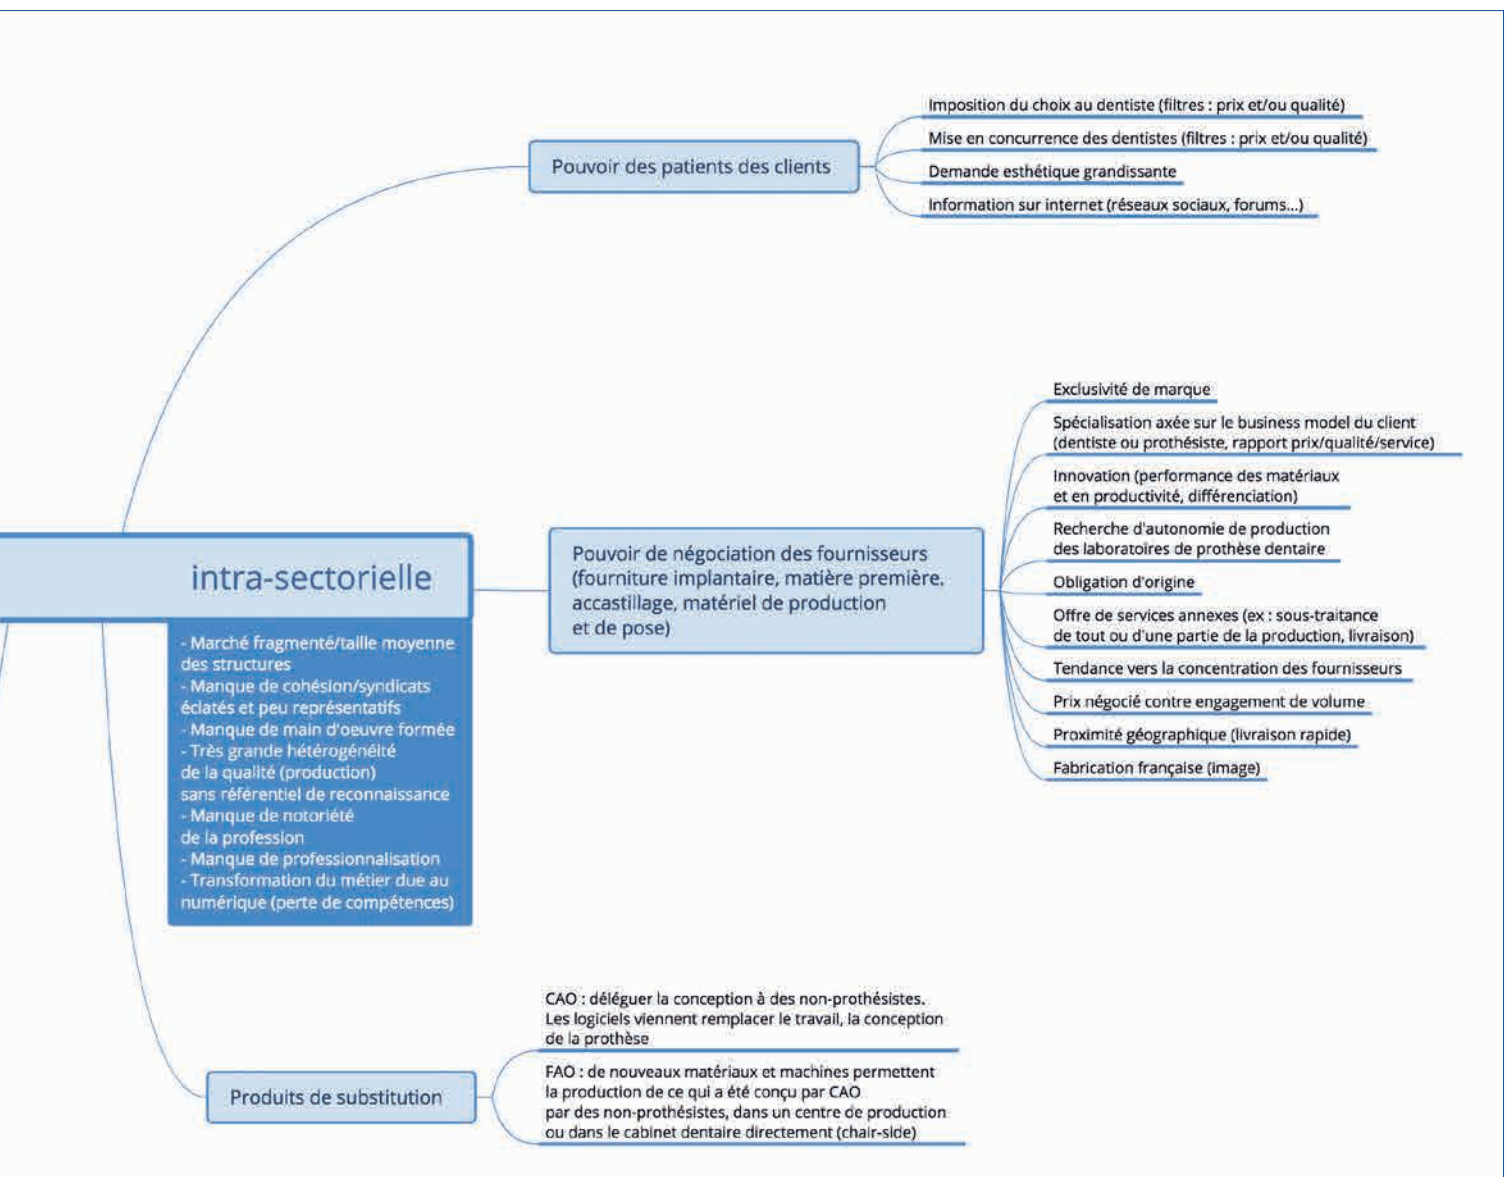 Imposition du choix au dentiste (filtres : prix et/ou qualité)
Mise en concurrence des dentistes (filtres : prix et/ou qualité)
Pouvoir des patients des clients
Demande esthétique grandissante
Information sur internet (réseaux sociaux, forums...)
Exclusivité de marque
Spécialisation axée sur le business model du client
(dentiste ou prothésiste, rapport prix/qualité/service)
Innovation (performance des matériaux
et en productivité, différenciation)
Recherche d'autonomie de production
des laboratoires de prothèse dentaire
Obligation d'origine
Offre de services annexes (ex : sous-traitance
de tout ou d'une partie de la production, livraison)
Tendance vers la concentration des fournisseurs
Prix négocié contre engagement de volume
Proximité géographique (livraison rapide)
Fabrication française (image)
Pouvoir de négociation des fournisseurs
(fourniture implantaire, matière première,
accastillage, matériel de production
et de pose)
intra-sectorielle
- Marché fragmenté/taille moyenne
des structures
- Manque de cohésion/syndicats
éclatés et peu représentatifs
- Manque de main d'oeuvre formée
- Très grande hétérogénéité
de la qualité (production)
sans référentiel de reconnaissance
- Manque de notoriété
de la profession
- Manque de professionnalisation
- Transformation du métier due au
numérique (perte de compétences)
CAO : déléguer la conception à des non-prothésistes.
Les logiciels viennent remplacer le travail, la conception
de la prothèse
FAO : de nouveaux matériaux et machines permettent
la production de ce qui a été conçu par CAO
par des non-prothésistes, dans un centre de production
ou dans le cabinet dentaire directement (chair-side)
Produits de substitution